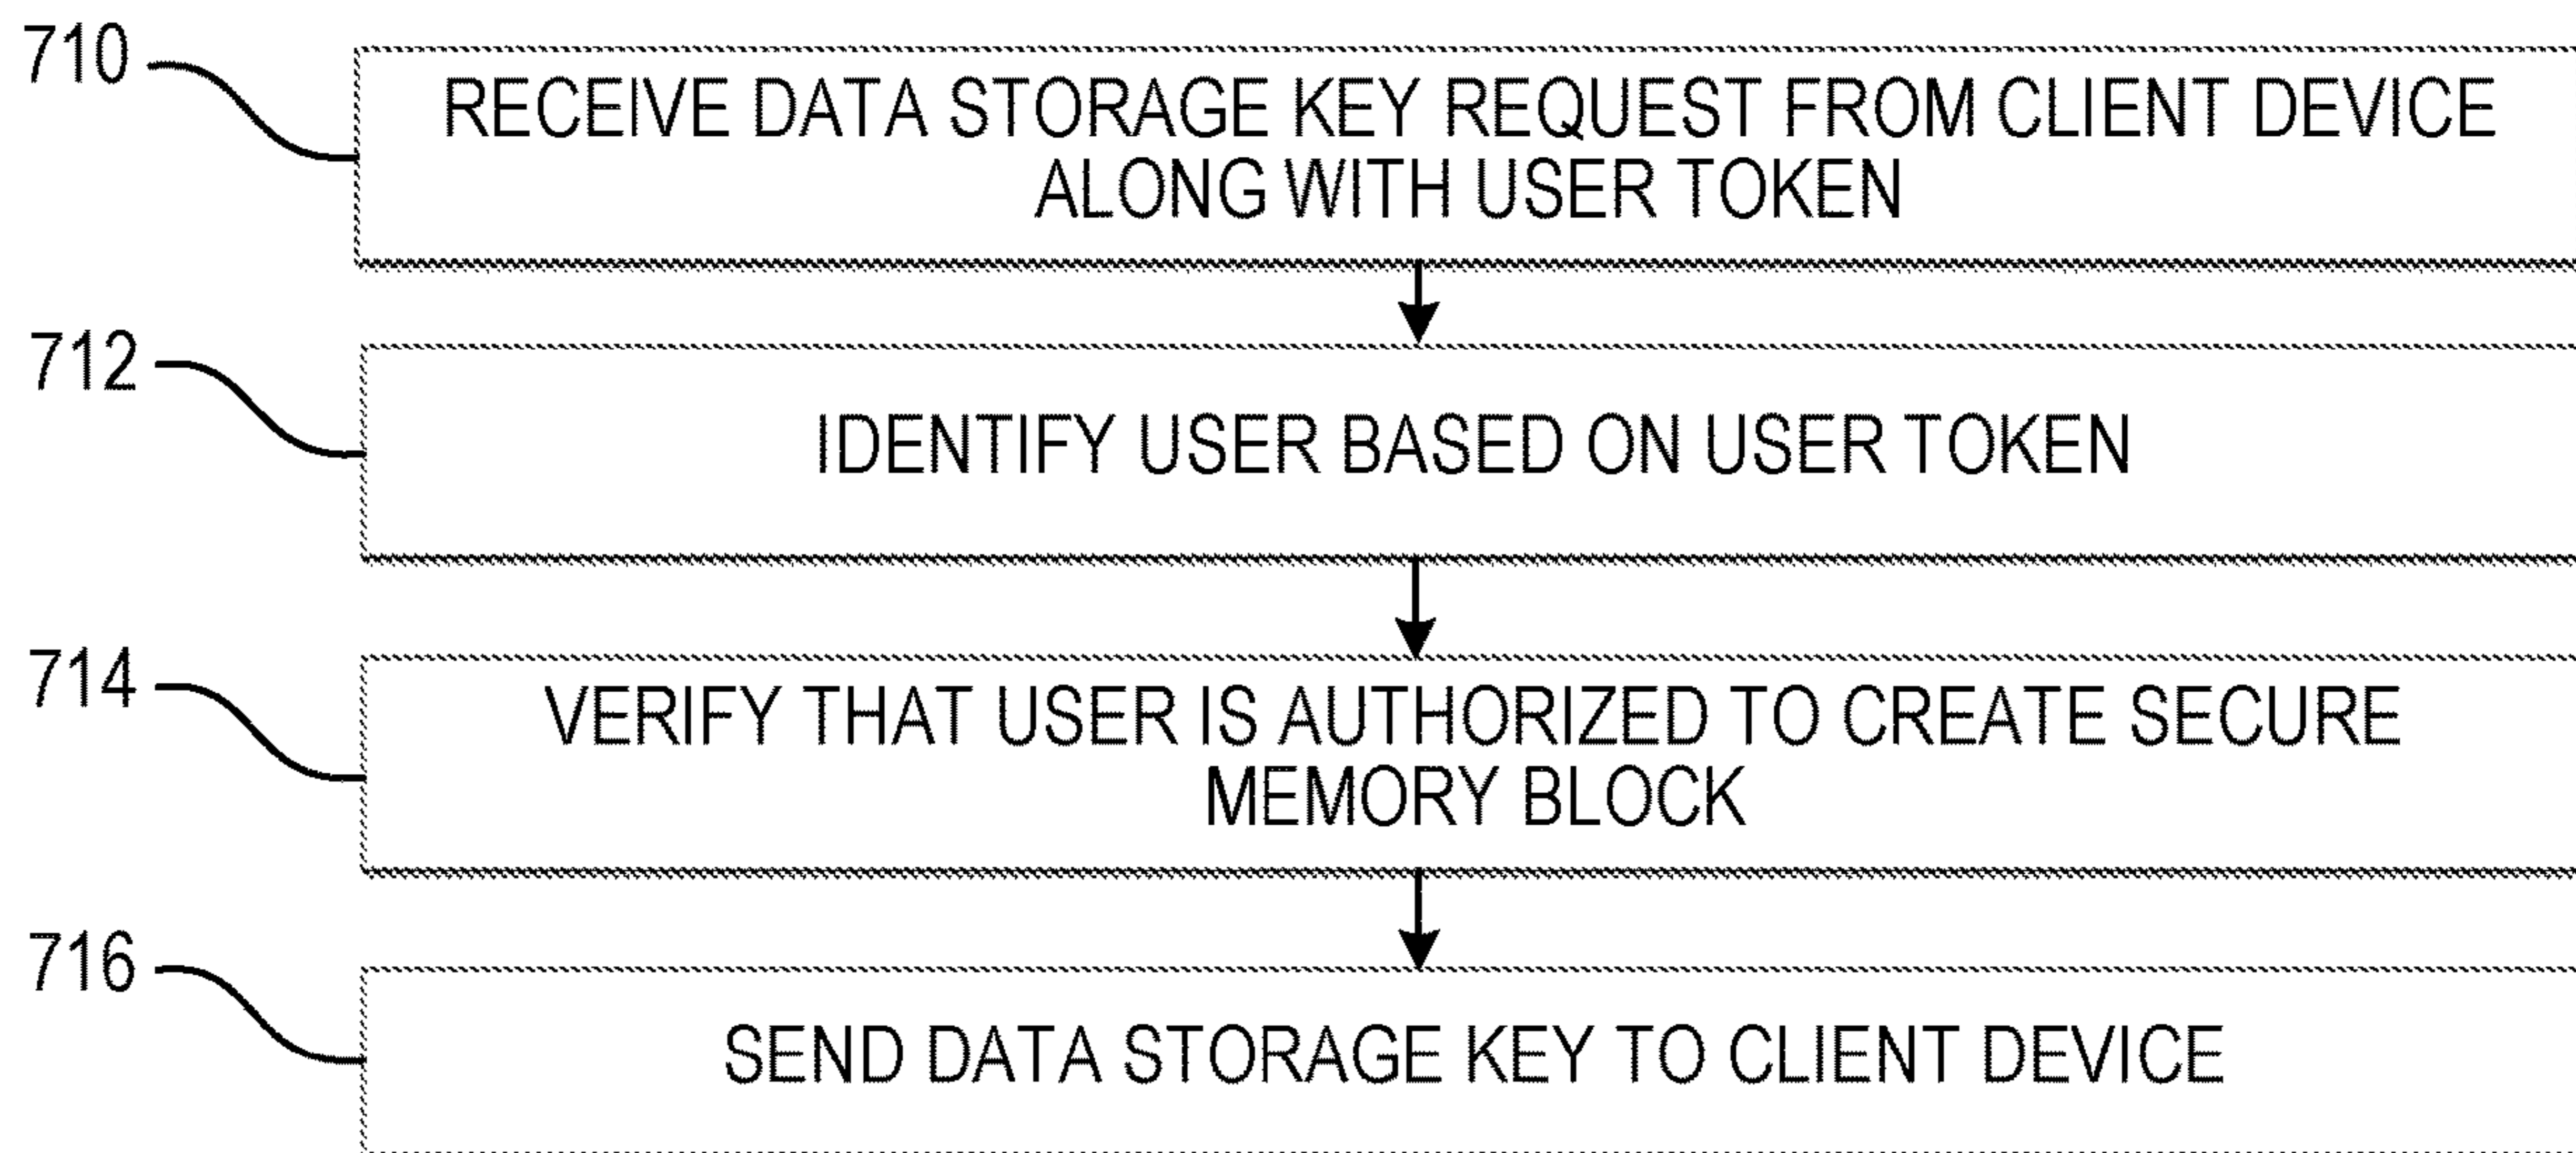 710
RECEIVE DATA STORAGE KEY REQUEST FROM CLIENT DEVICE
ALONG WITH USER TOKEN
712
IDENTIFY USER BASED ON USER TOKEN
714
VERIFY THAT USER IS AUTHORIZED TO CREATE SECURE
MEMORY BLOCK
716
SEND DATA STORAGE KEY TO CLIENT DEVICE